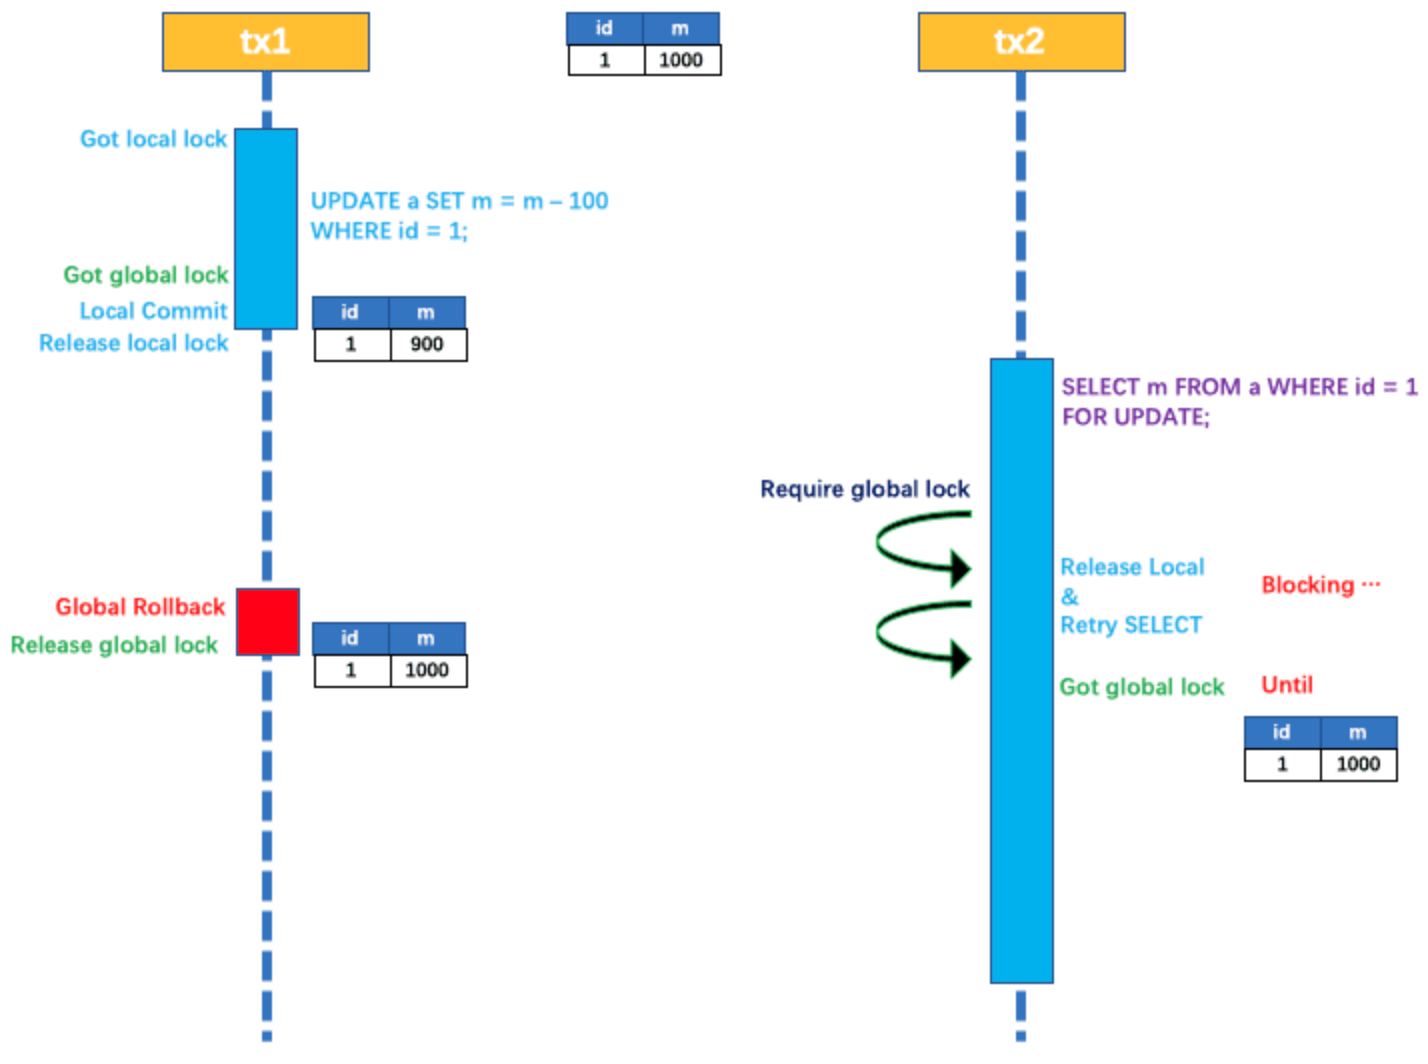 tx1
id m
1 1000
tx2
Got local lock
UPDATE a SET m = m – 100
WHERE id = 1;
Got global lock
Local Commit
Release local lock
id m
1 900
SELECT m FROM a WHERE id = 1
FOR UPDATE;
Require global lock
Release Local
&
Retry SELECT
Blocking ···
Global Rollback
Release global lock
id m
1 1000
Got global lock
Until
id m
1 1000